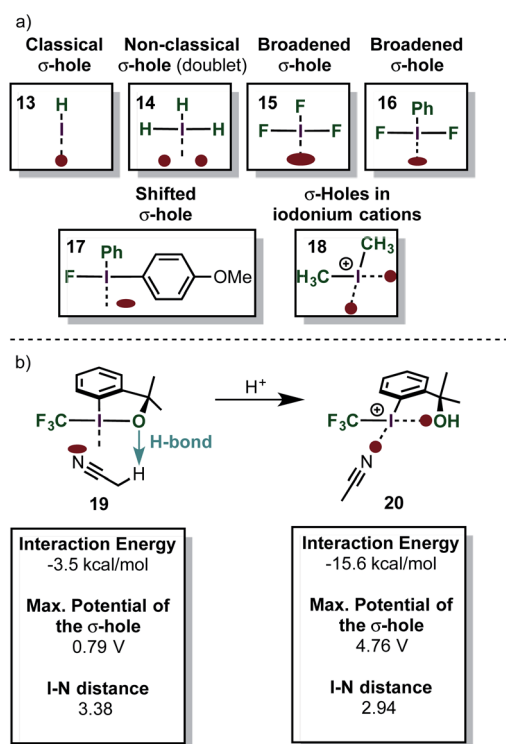 a)
Classical
σ-hole
Non-classical
σ-hole (doublet)
Broadened
σ-hole
Broadened
σ-hole
13
H
I
14
H
H I H
15
F
F I F
16
Ph
F I F
Shifted
σ-hole
σ-Holes in
iodonium cations
17
Ph
F I OMe
18
CH3
⊕
H3C I
b)
F3C I O
H-bond
N
H
19
H+
⊕
F3C I OH
N
20
Interaction Energy
-3.5 kcal/mol
Max. Potential of
the σ-hole
0.79 V
I-N distance
3.38
Interaction Energy
-15.6 kcal/mol
Max. Potential of
the σ-hole
4.76 V
I-N distance
2.94